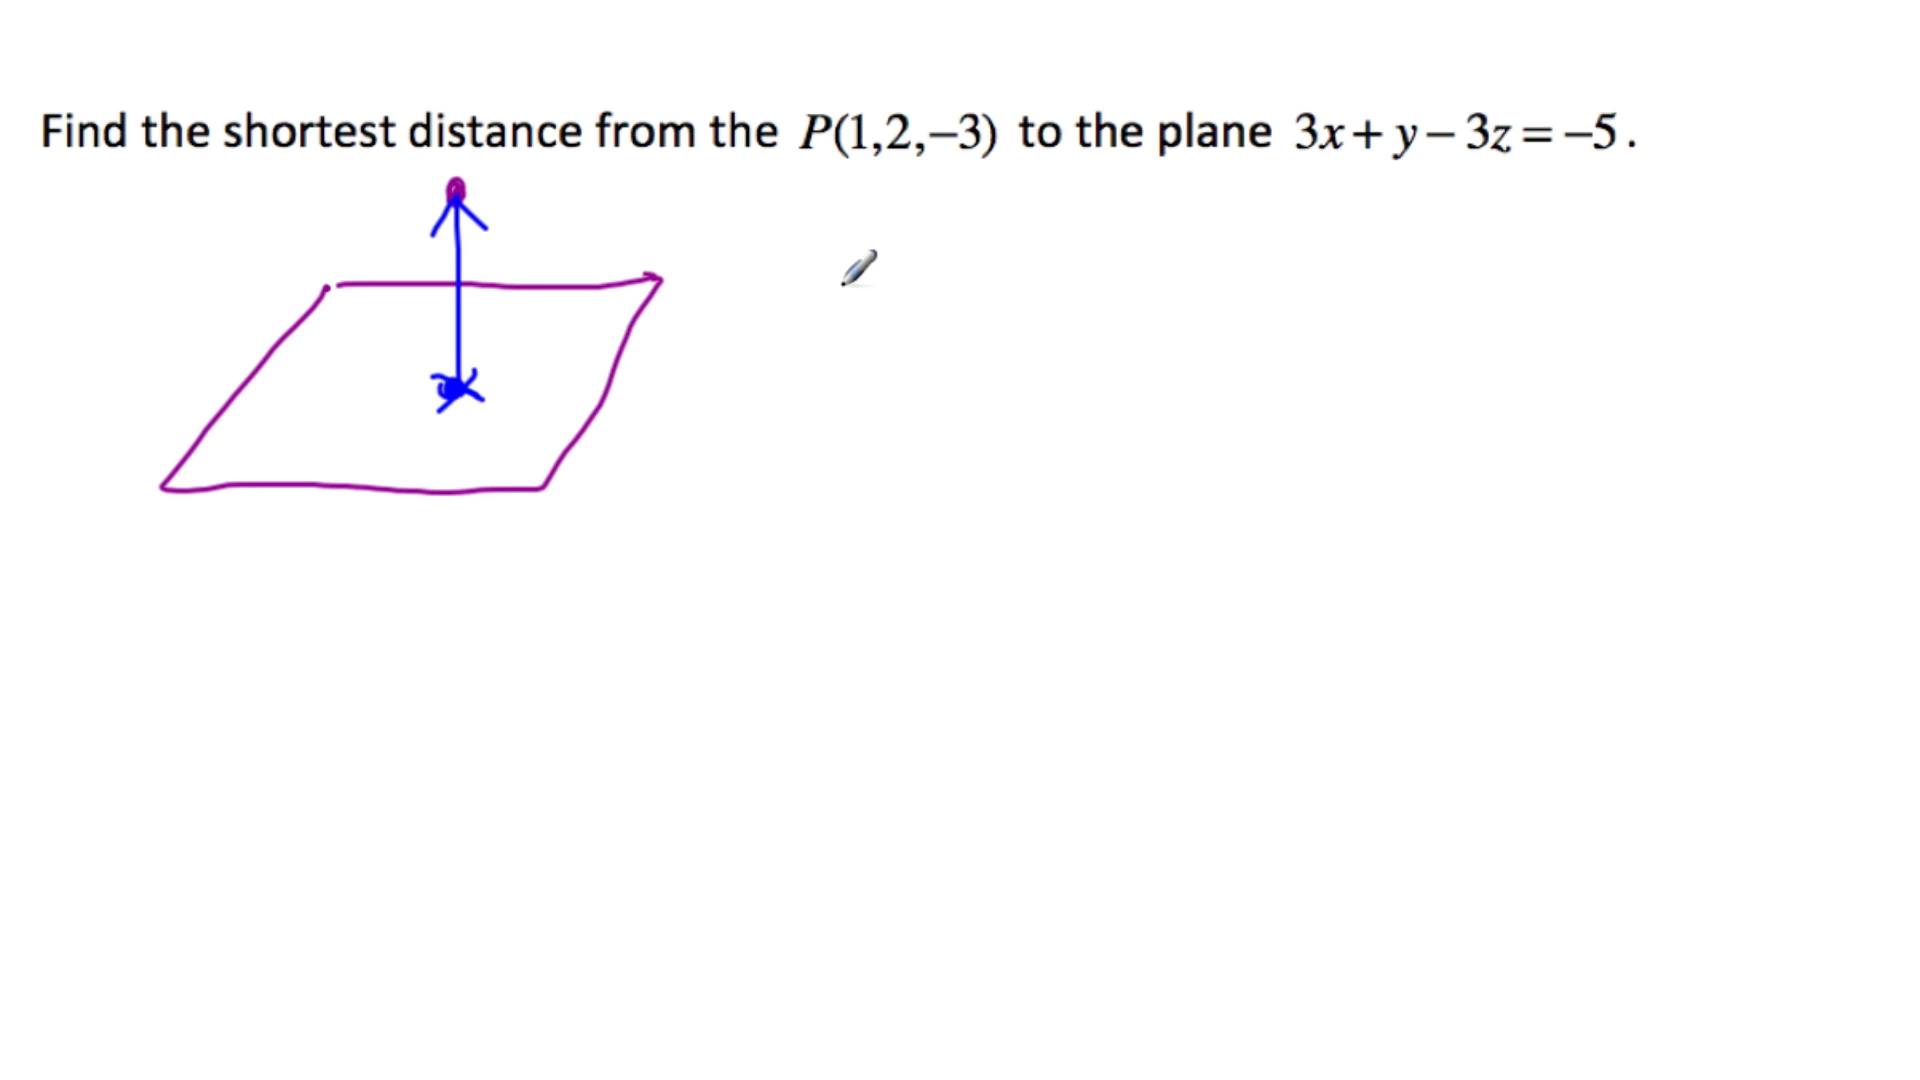 Find the shortest distance from the P(1,2,−3) to the plane 3x+y−3z=−5.